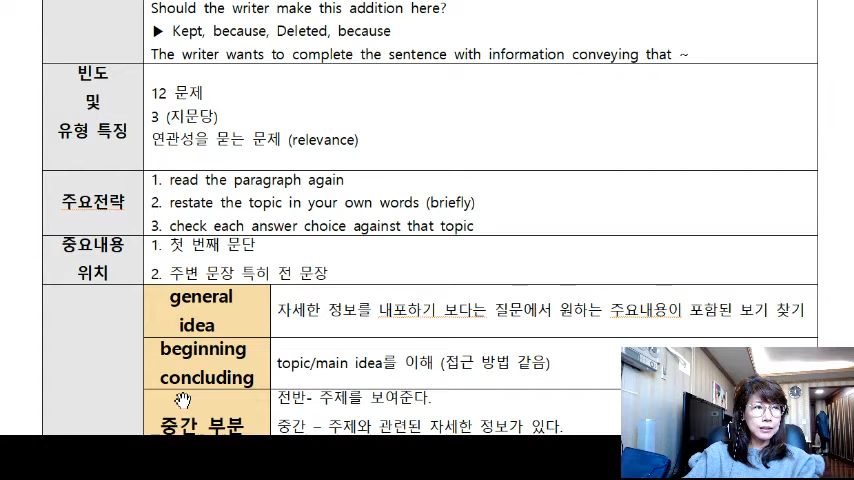 Should the writer make this addition here?
▶ Kept, because, Deleted, because
The writer wants to complete the sentence with information conveying that ~
빈도
및
유형 특징
12 문제
3 (지문당)
연관성을 묻는 문제 (relevance)
주요전략
1. read the paragraph again
2. restate the topic in your own words (briefly)
3. check each answer choice against that topic
중요내용
위치
1. 첫 번째 문단
2. 주변 문장 특히 전 문장
general
idea
자세한 정보를 내포하기 보다는 질문에서 원하는 주요내용이 포함된 보기 찾기
beginning
concluding
topic/main idea를 이해 (접근 방법 같음)
중간 부분
전반- 주제를 보여준다.
중간 – 주제와 관련된 자세한 정보가 있다.